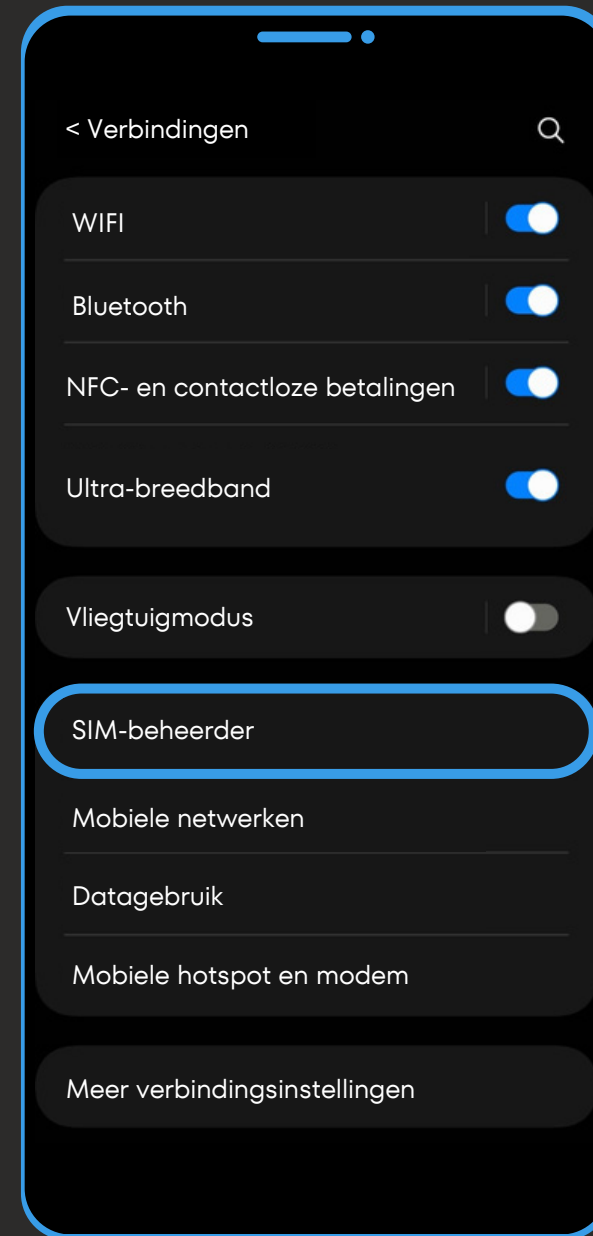 < Verbindingen
WIFI
Bluetooth
NFC- en contactloze betalingen
Ultra-breedband
Vliegtuigmodus
SIM-beheerder
Mobiele netwerken
Datagebruik
Mobiele hotspot en modem
Meer verbindingsinstellingen